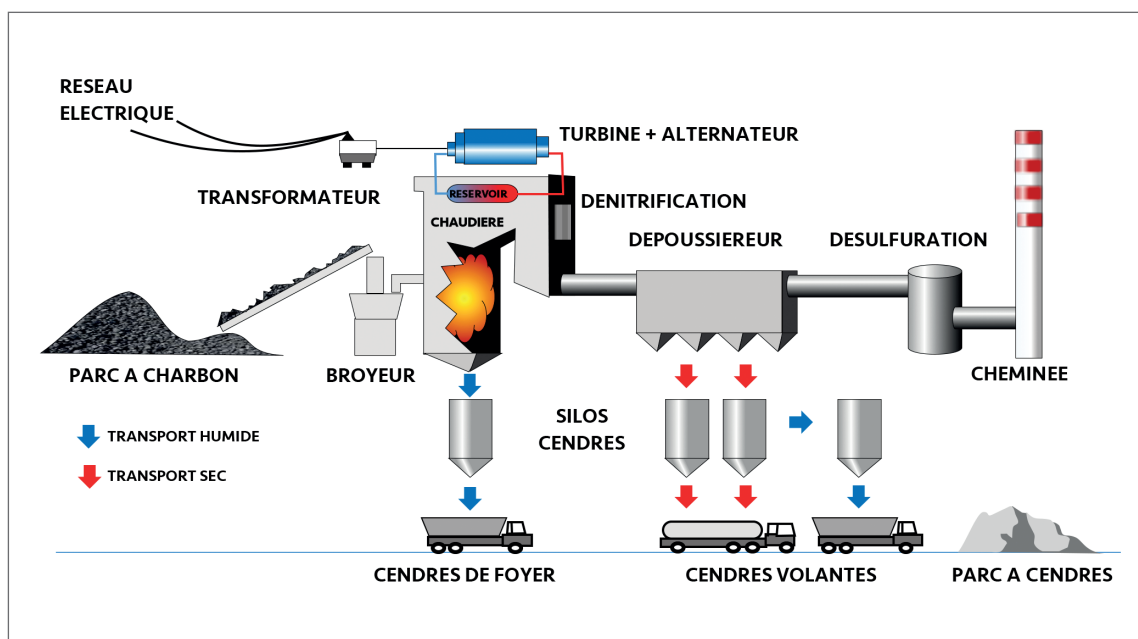 RESEAU
ELECTRIQUE
TURBINE + ALTERNATEUR
TRANSFORMATEUR
RESERVOIR
DENITRIFICATION
CHAUDIERE
DEPOUSSIEREUR
DESULFURATION
PARC A CHARBON
BROYEUR
CHEMINEE
SILOS
CENDRES
TRANSPORT HUMIDE
TRANSPORT SEC
CENDRES DE FOYER
CENDRES VOLANTES
PARC A CENDRES